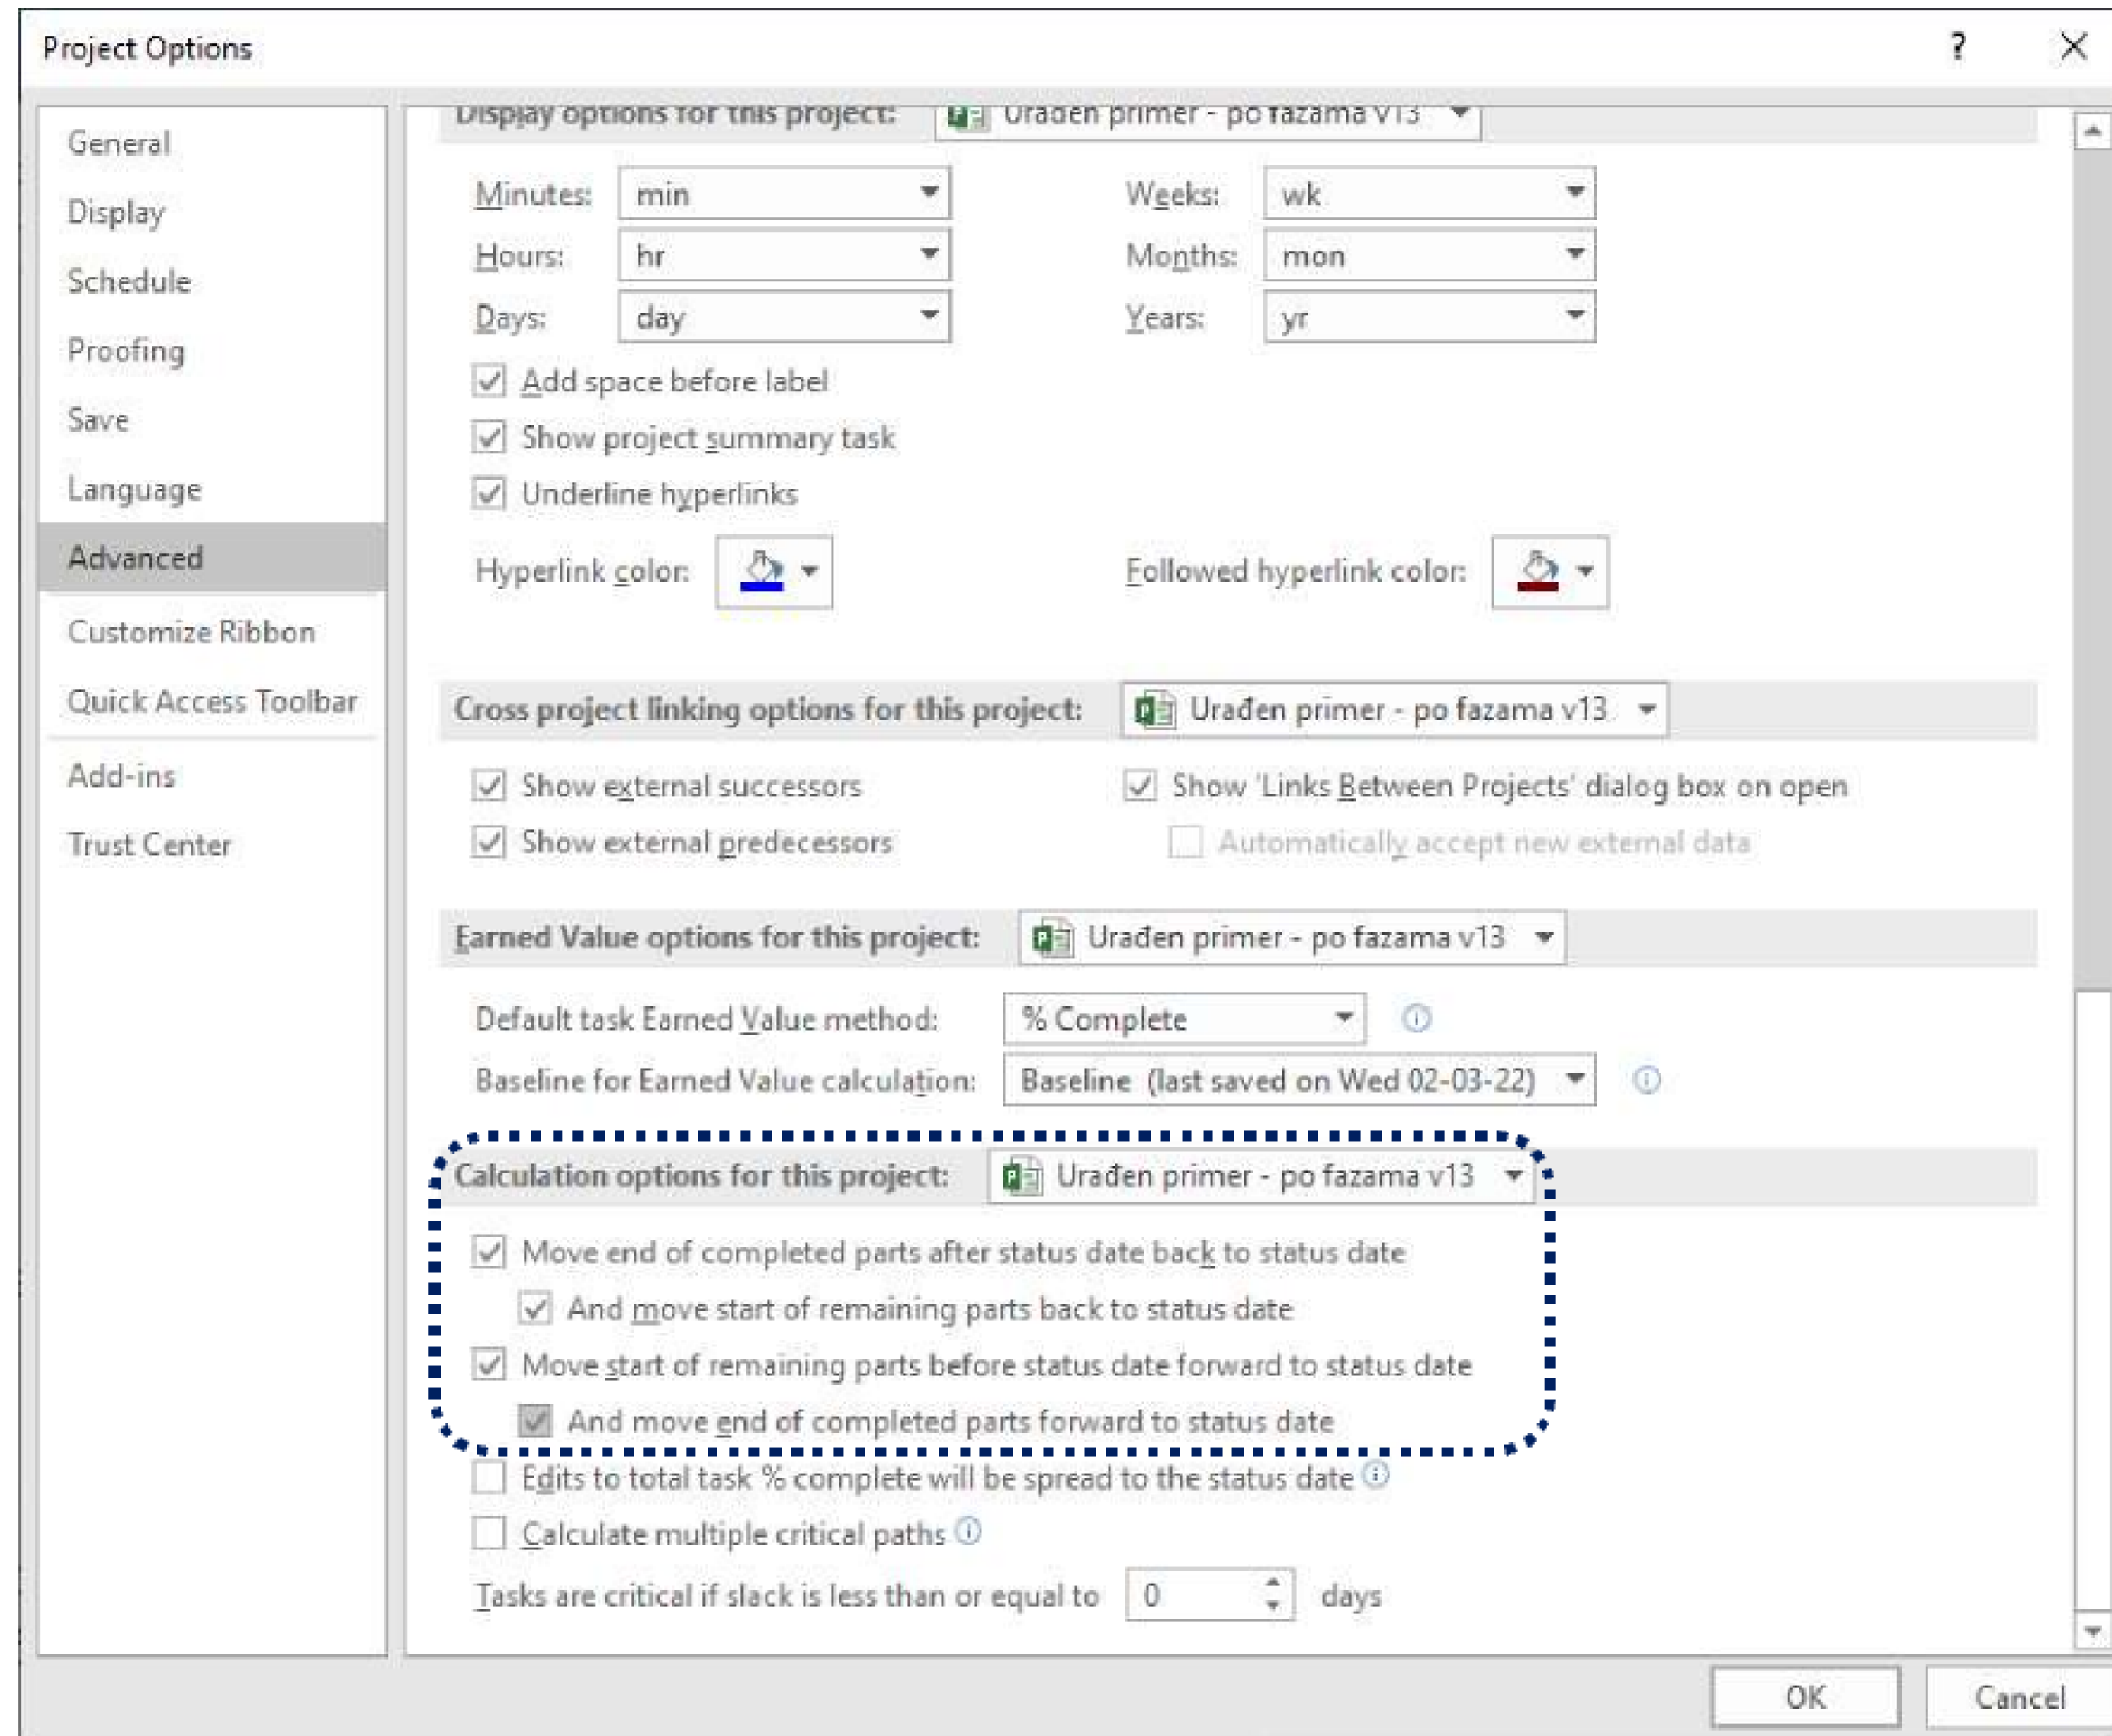 Project Options ?
General
Display
Schedule
Proofing
Save
Language
Advanced
Customize Ribbon
Quick Access Toolbar
Add-ins
Trust Center
Display options for this project: Urađen primer - po fazama v13
Minutes: min Weeks: wk
Hours: hr Months: mon
Days: day Years: yr
Add space before label
Show project summary task
Underline hyperlinks
Hyperlink color: Followed hyperlink color:
Cross project linking options for this project: Urađen primer - po fazama v13
Show external successors Show 'Links Between Projects' dialog box on open
Show external predecessors Automatically accept new external data
Earned Value options for this project: Urađen primer - po fazama v13
Default task Earned Value method: % Complete
Baseline for Earned Value calculation: Baseline (last saved on Wed 02-03-22)
Calculation options for this project: Urađen primer - po fazama v13
Move end of completed parts after status date back to status date
And move start of remaining parts back to status date
Move start of remaining parts before status date forward to status date
And move end of completed parts forward to status date
Edits to total task % complete will be spread to the status date
Calculate multiple critical paths
Tasks are critical if slack is less than or equal to 0 days
OK Cancel